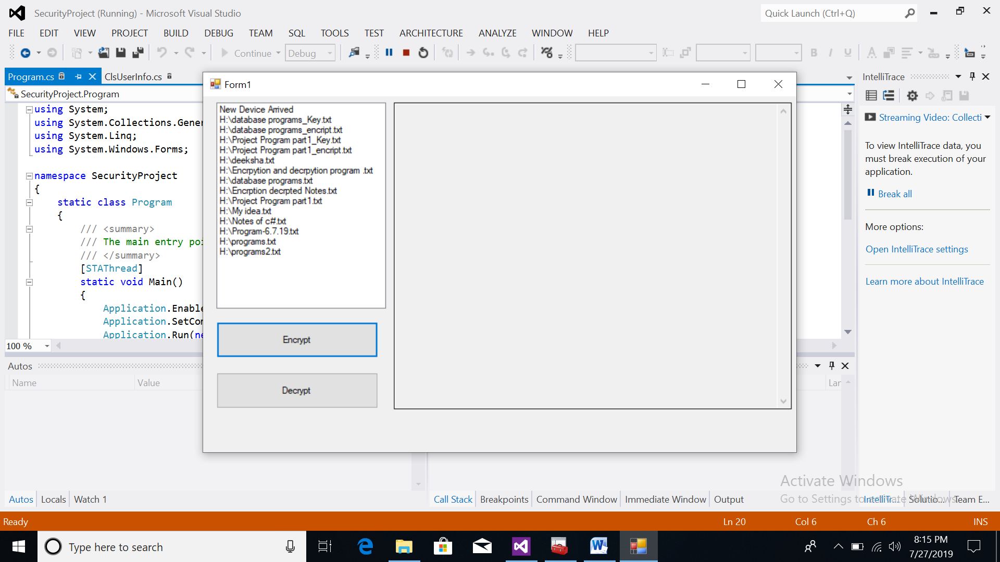 SecurityProject (Running) - Microsoft Visual Studio
Quick Launch (Ctrl+Q)
FILE EDIT VIEW PROJECT BUILD DEBUG TEAM SQL TOOLS TEST ARCHITECTURE ANALYZE WINDOW HELP
Continue Debug
B I U A
Program.cs ClsUserInfo.cs
SecurityProject.Program
using System;
using System.Collections.Gener
using System.Linq;
using System.Windows.Forms;
namespace SecurityProject
{
static class Program
{
/// <summary>
/// The main entry poi
/// </summary>
[STAThread]
static void Main()
{
Application.Enable
Application.SetCom
Application.Run(ne
100 %
Form1
New Device Arrived
H:\database programs_Key.txt
H:\database programs_encript.txt
H:\Project Program part1_Key.txt
H:\Project Program part1_encript.txt
H:\deeksha.txt
H:\Encrpytion and decrpytion program .txt
H:\database programs.txt
H:\Encrption decrpted Notes.txt
H:\Project Program part1.txt
H:\My idea.txt
H:\Notes of c#.txt
H:\Program-6.7.19.txt
H:\programs.txt
H:\programs2.txt
Encrypt
Decrypt
IntelliTrace
Streaming Video: Collecti
To view IntelliTrace data, you
must break execution of your
application.
Break all
More options:
Open IntelliTrace settings
Learn more about IntelliTrace
Autos
Name Value
Lar
Autos Locals Watch 1
Call Stack Breakpoints Command Window Immediate Window Output
IntelliTr... Solutio... Team E...
Activate Windows
Go to Settings to activate Windows.
Ready
Ln 20 Col 6 Ch 6 INS
Type here to search
8:15 PM
7/27/2019